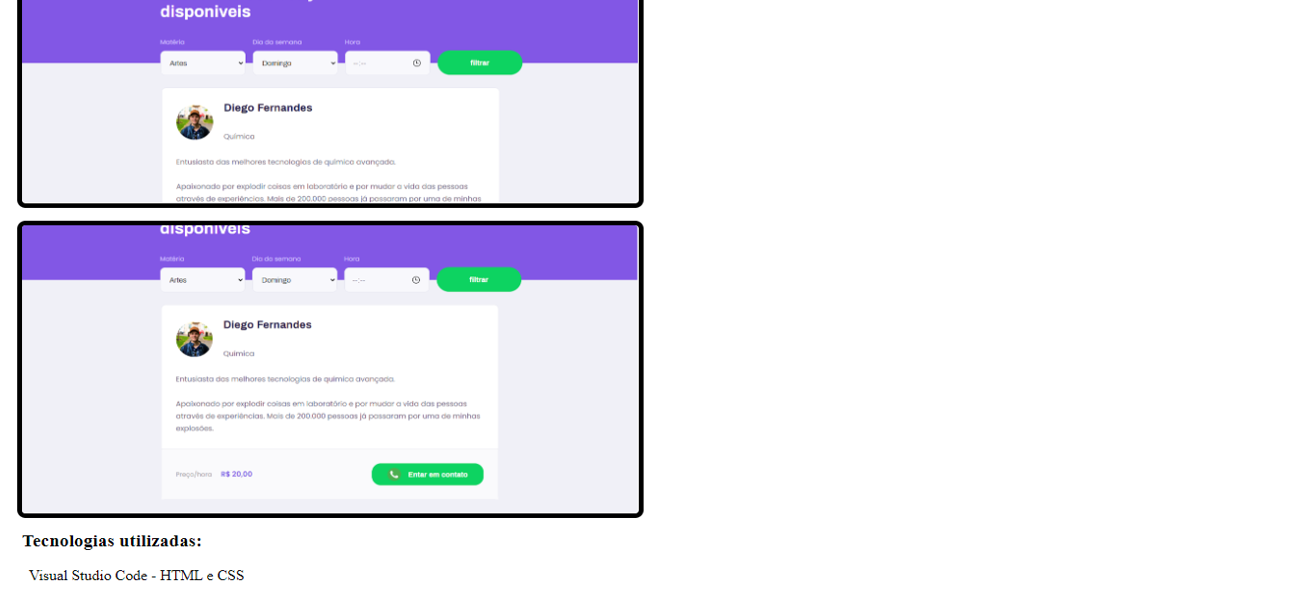 disponiveis
Matéria Dia da semana Hora
Artes Domingo --:-- filtrar
Diego Fernandes
Química
Entusiasta das melhores tecnologias de química avançada.
Apaixonado por explodir coisas em laboratório e por mudar a vida das pessoas
através de experiências. Mais de 200.000 pessoas já passaram por uma de minhas
disponiveis
Matéria Dia da semana Hora
Artes Domingo --:-- filtrar
Diego Fernandes
Química
Entusiasta das melhores tecnologias de química avançada.
Apaixonado por explodir coisas em laboratório e por mudar a vida das pessoas
através de experiências. Mais de 200.000 pessoas já passaram por uma de minhas
explosões.
Preço/hora R$ 20,00 Entar em contato
Tecnologias utilizadas:
Visual Studio Code - HTML e CSS